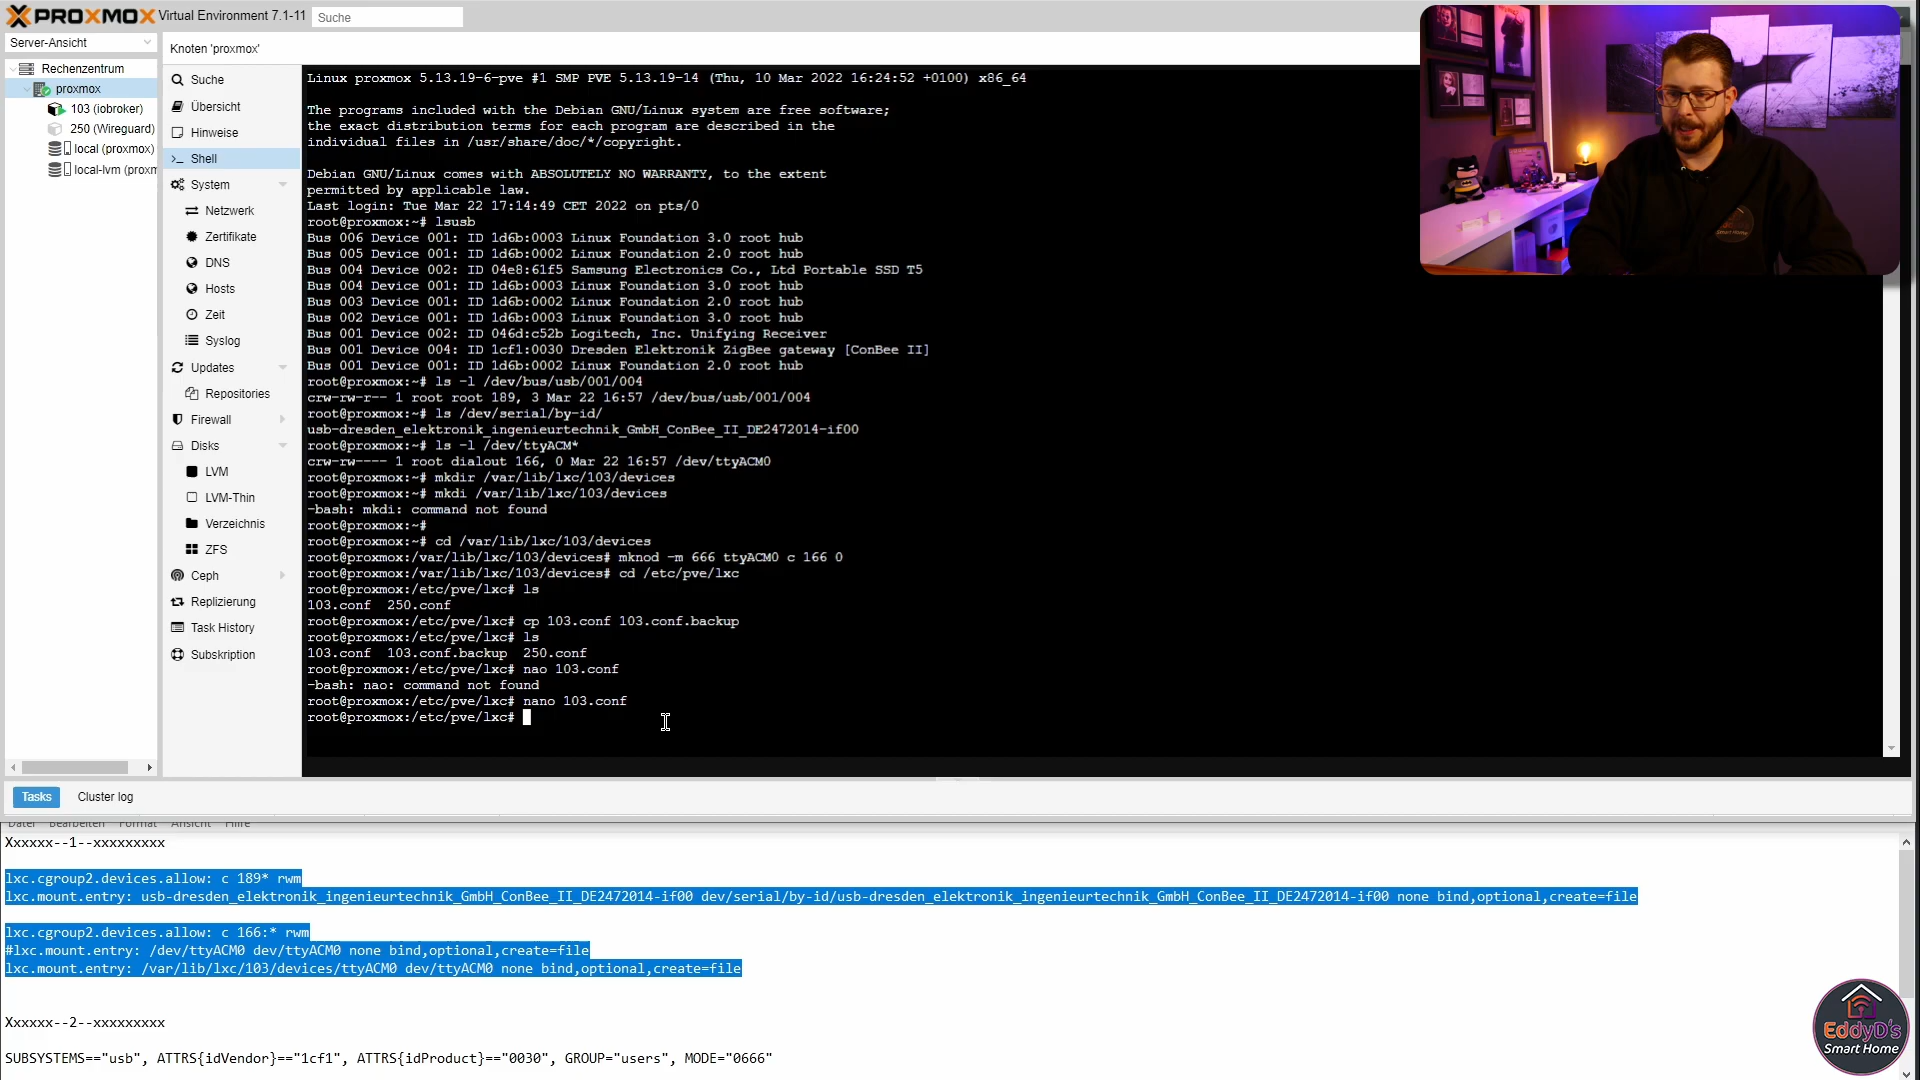 PROXMOX Virtual Environment 7.1-11 Suche
Server-Ansicht
Rechenzentrum
proxmox
103 (iobroker)
250 (Wireguard)
local (proxmox)
local-lvm (proxm
Knoten 'proxmox'
Suche
Übersicht
Hinweise
Shell
System
Netzwerk
Zertifikate
DNS
Hosts
Zeit
Syslog
Updates
Repositories
Firewall
Disks
LVM
LVM-Thin
Verzeichnis
ZFS
Ceph
Replizierung
Task History
Subskription
Linux proxmox 5.13.19-6-pve #1 SMP PVE 5.13.19-14 (Thu, 10 Mar 2022 16:24:52 +0100) x86_64
The programs included with the Debian GNU/Linux system are free software;
the exact distribution terms for each program are described in the
individual files in /usr/share/doc/*/copyright.
Debian GNU/Linux comes with ABSOLUTELY NO WARRANTY, to the extent
permitted by applicable law.
Last login: Tue Mar 22 17:14:49 CET 2022 on pts/0
root@proxmox:~# lsusb
Bus 006 Device 001: ID 1d6b:0003 Linux Foundation 3.0 root hub
Bus 005 Device 001: ID 1d6b:0002 Linux Foundation 2.0 root hub
Bus 004 Device 002: ID 04e8:61f5 Samsung Electronics Co., Ltd Portable SSD T5
Bus 004 Device 001: ID 1d6b:0003 Linux Foundation 3.0 root hub
Bus 003 Device 001: ID 1d6b:0002 Linux Foundation 2.0 root hub
Bus 002 Device 001: ID 1d6b:0003 Linux Foundation 3.0 root hub
Bus 001 Device 002: ID 046d:c52b Logitech, Inc. Unifying Receiver
Bus 001 Device 004: ID 1cf1:0030 Dresden Elektronik ZigBee gateway [ConBee II]
Bus 001 Device 001: ID 1d6b:0002 Linux Foundation 2.0 root hub
root@proxmox:~# ls -l /dev/bus/usb/001/004
crw-rw-r-- 1 root root 189, 3 Mar 22 16:57 /dev/bus/usb/001/004
root@proxmox:~# ls /dev/serial/by-id/
usb-dresden_elektronik_ingenieurtechnik_GmbH_ConBee_II_DE2472014-if00
root@proxmox:~# ls -l /dev/ttyACM*
crw-rw---- 1 root dialout 166, 0 Mar 22 16:57 /dev/ttyACM0
root@proxmox:~# mkdir /var/lib/lxc/103/devices
root@proxmox:~# mkdi /var/lib/lxc/103/devices
-bash: mkdi: command not found
root@proxmox:~#
root@proxmox:~# cd /var/lib/lxc/103/devices
root@proxmox:/var/lib/lxc/103/devices# mknod -m 666 ttyACM0 c 166 0
root@proxmox:/var/lib/lxc/103/devices# cd /etc/pve/lxc
root@proxmox:/etc/pve/lxc# ls
103.conf 250.conf
root@proxmox:/etc/pve/lxc# cp 103.conf 103.conf.backup
root@proxmox:/etc/pve/lxc# ls
103.conf 103.conf.backup 250.conf
root@proxmox:/etc/pve/lxc# nao 103.conf
-bash: nao: command not found
root@proxmox:/etc/pve/lxc# nano 103.conf
root@proxmox:/etc/pve/lxc#
Tasks Cluster log
Datei Bearbeiten Format Ansicht Hilfe
Xxxxxx--1--xxxxxxxxx
lxc.cgroup2.devices.allow: c 189* rwm
lxc.mount.entry: usb-dresden_elektronik_ingenieurtechnik_GmbH_ConBee_II_DE2472014-if00 dev/serial/by-id/usb-dresden_elektronik_ingenieurtechnik_GmbH_ConBee_II_DE2472014-if00 none bind,optional,create=file
lxc.cgroup2.devices.allow: c 166:* rwm
#lxc.mount.entry: /dev/ttyACM0 dev/ttyACM0 none bind,optional,create=file
lxc.mount.entry: /var/lib/lxc/103/devices/ttyACM0 dev/ttyACM0 none bind,optional,create=file
Xxxxxx--2--xxxxxxxxx
SUBSYSTEMS=="usb", ATTRS{idVendor}=="1cf1", ATTRS{idProduct}=="0030", GROUP="users", MODE="0666"
EddyD's
Smart Home